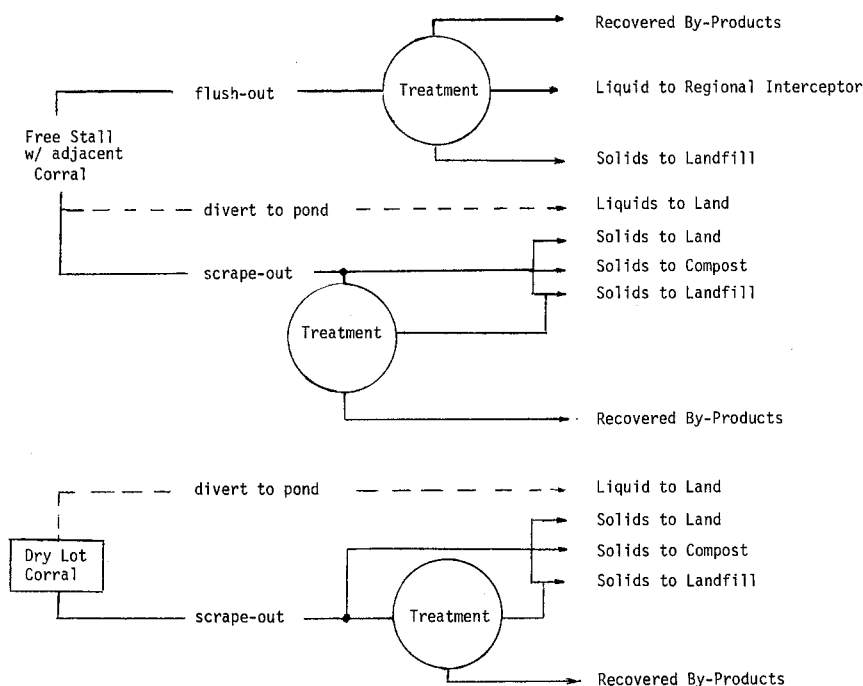 Recovered By-Products
flush-out
Treatment
Liquid to Regional Interceptor
Free Stall
w/ adjacent
Corral
Solids to Landfill
divert to pond
Liquids to Land
Solids to Land
scrape-out
Solids to Compost
Solids to Landfill
Treatment
Recovered By-Products
divert to pond
Liquid to Land
Solids to Land
Dry Lot
Corral
Solids to Compost
Solids to Landfill
scrape-out
Treatment
Recovered By-Products